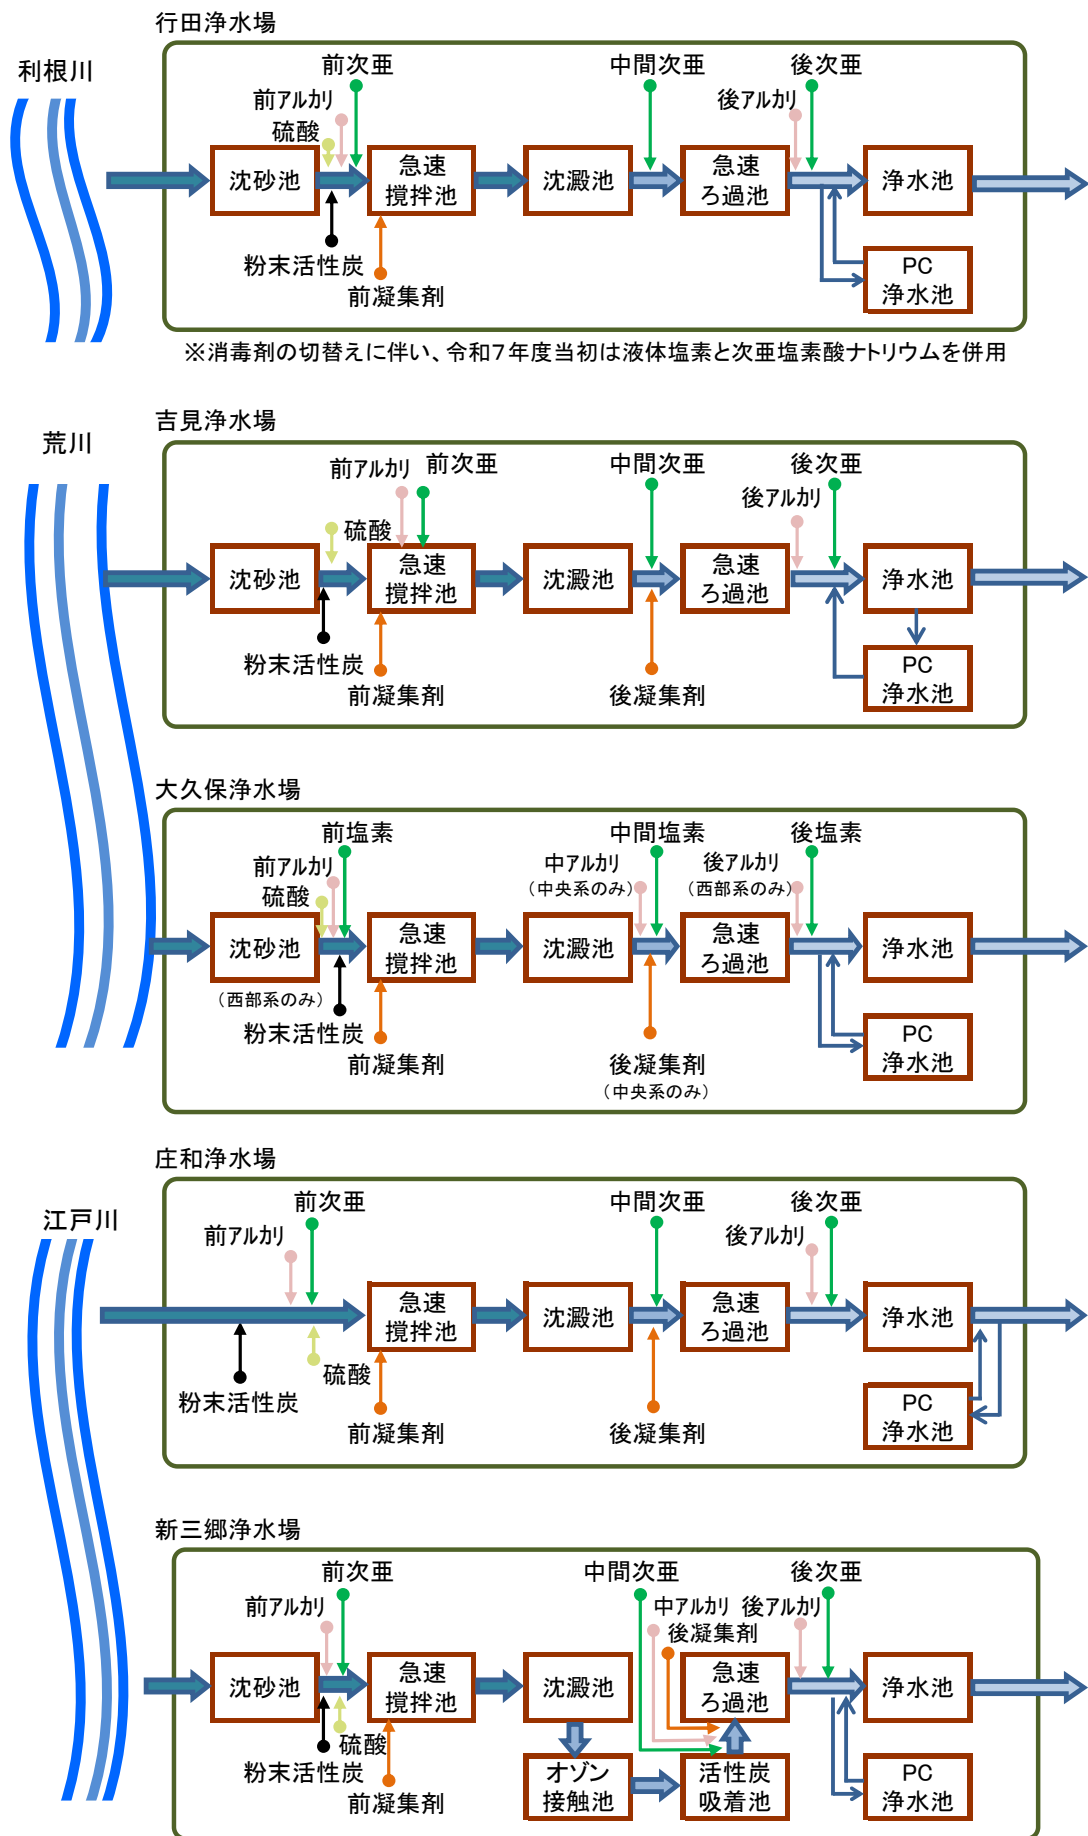 行田浄水場
利根川
前次亜
中間次亜
後次亜
前アルカリ
後アルカリ
硫酸
沈砂池
急速
撹拌池
沈澱池
急速
ろ過池
浄水池
粉末活性炭
前凝集剤
PC
浄水池
※消毒剤の切替えに伴い、令和7年度当初は液体塩素と次亜塩素酸ナトリウムを併用
吉見浄水場
荒川
前アルカリ
前次亜
中間次亜
後次亜
後アルカリ
硫酸
沈砂池
急速
撹拌池
沈澱池
急速
ろ過池
浄水池
粉末活性炭
前凝集剤
後凝集剤
PC
浄水池
大久保浄水場
前塩素
中間塩素
後塩素
前アルカリ
中アルカリ
(中央系のみ)
後アルカリ
(西部系のみ)
硫酸
沈砂池
(西部系のみ)
急速
撹拌池
沈澱池
急速
ろ過池
浄水池
粉末活性炭
前凝集剤
後凝集剤
(中央系のみ)
PC
浄水池
庄和浄水場
江戸川
前次亜
中間次亜
後次亜
前アルカリ
後アルカリ
急速
撹拌池
沈澱池
急速
ろ過池
浄水池
硫酸
粉末活性炭
前凝集剤
後凝集剤
PC
浄水池
新三郷浄水場
前次亜
中間次亜
後次亜
前アルカリ
中アルカリ
後アルカリ
後凝集剤
沈砂池
急速
撹拌池
沈澱池
急速
ろ過池
浄水池
硫酸
粉末活性炭
前凝集剤
オゾン
接触池
活性炭
吸着池
PC
浄水池